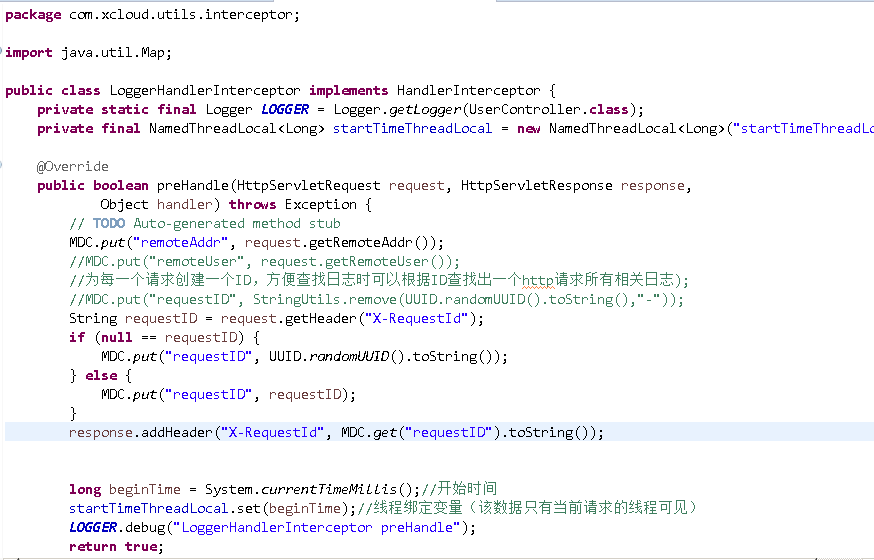 package com.xcloud.utils.interceptor;
import java.util.Map;
public class LoggerHandlerInterceptor implements HandlerInterceptor {
private static final Logger LOGGER = Logger.getLogger(UserController.class);
private final NamedThreadLocal<Long> startTimeThreadLocal = new NamedThreadLocal<Long>("startTimeThreadLo
@Override
public boolean preHandle(HttpServletRequest request, HttpServletResponse response,
Object handler) throws Exception {
// TODO Auto-generated method stub
MDC.put("remoteAddr", request.getRemoteAddr());
//MDC.put("remoteUser", request.getRemoteUser());
//为每一个请求创建一个ID，方便查找日志时可以根据ID查找出一个http请求所有相关日志);
//MDC.put("requestID", StringUtils.remove(UUID.randomUUID().toString(),"-"));
String requestID = request.getHeader("X-RequestId");
if (null == requestID) {
MDC.put("requestID", UUID.randomUUID().toString());
} else {
MDC.put("requestID", requestID);
}
response.addHeader("X-RequestId", MDC.get("requestID").toString());
long beginTime = System.currentTimeMillis();//开始时间
startTimeThreadLocal.set(beginTime);//线程绑定变量（该数据只有当前请求的线程可见）
LOGGER.debug("LoggerHandlerInterceptor preHandle");
return true;